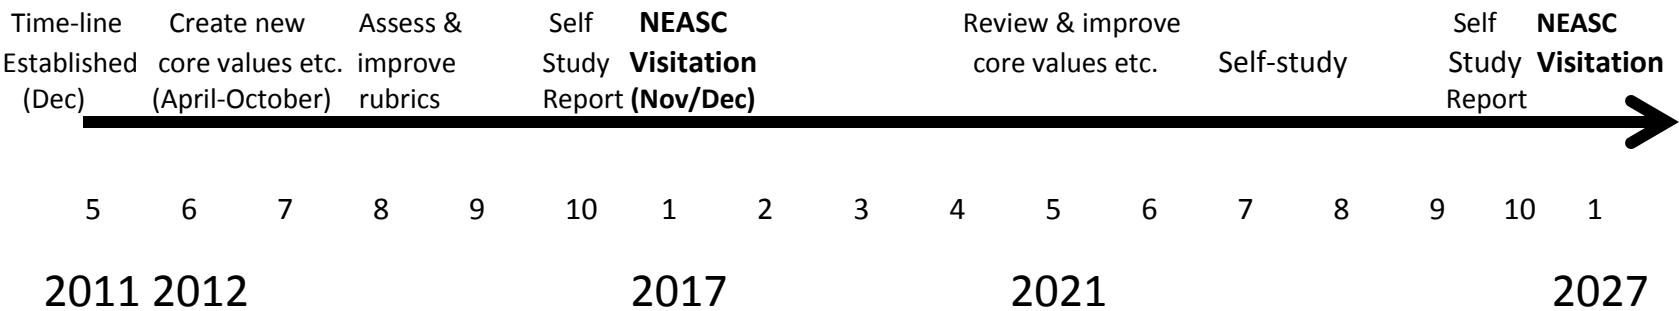 Time-line Create new Assess & Self NEASC Review & improve Self NEASC
Established core values etc. improve Study Visitation core values etc. Self-study Study Visitation
(Dec) (April-October) rubrics Report (Nov/Dec) Report
5 6 7 8 9 10 1 2 3 4 5 6 7 8 9 10 1
2011 2012 2017 2021 2027